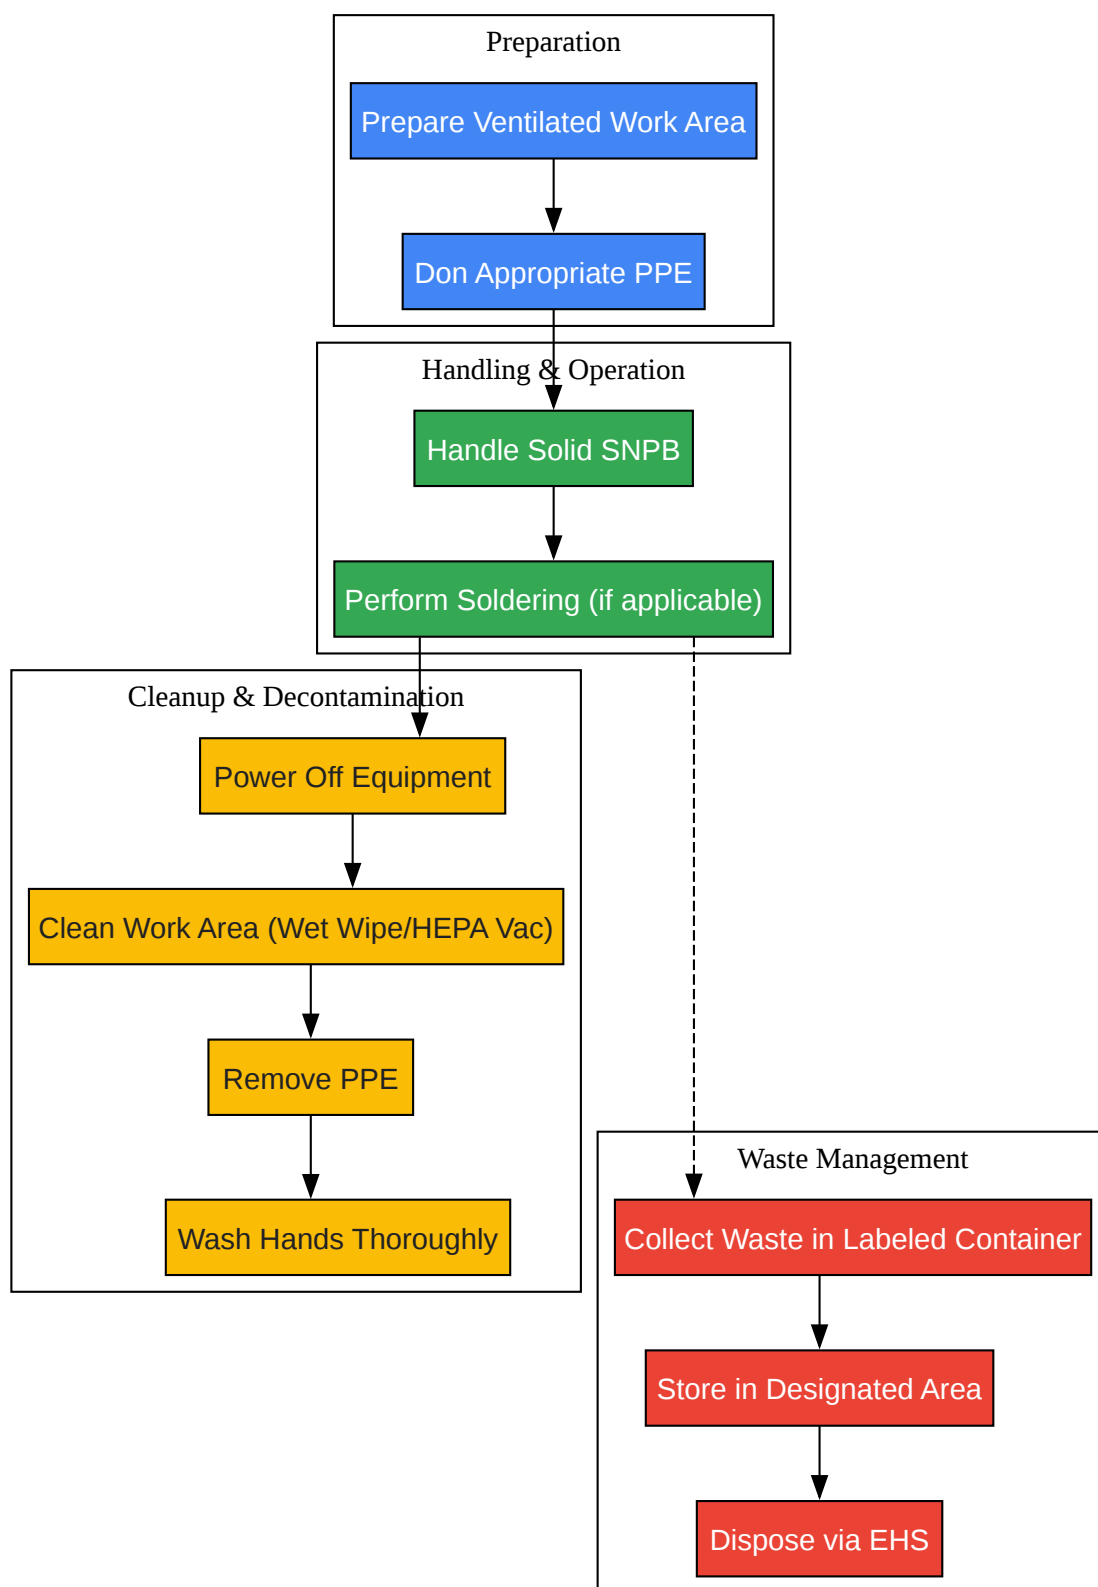 Preparation
Prepare Ventilated Work Area
Don Appropriate PPE
Handling & Operation
Handle Solid SNPB
Perform Soldering (if applicable)
Cleanup & Decontamination
Power Off Equipment
Clean Work Area (Wet Wipe/HEPA Vac)
Remove PPE
Wash Hands Thoroughly
Waste Management
Collect Waste in Labeled Container
Store in Designated Area
Dispose via EHS